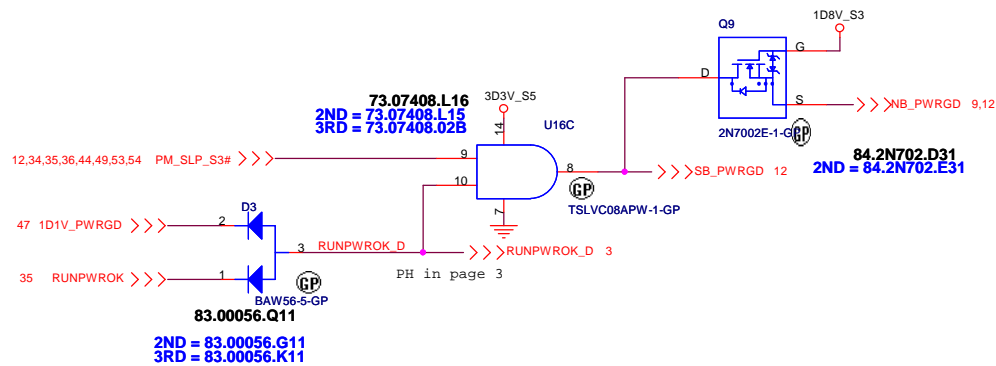 Q9
1D8V_S3
G
D
S
NB_PWRGD 9,12
2N7002E-1-G
GP
84.2N702.D31
2ND = 84.2N702.E31
73.07408.L16
2ND = 73.07408.L15
3RD = 73.07408.02B
3D3V_S5
U16C
14
12,34,35,36,44,49,53,54 PM_SLP_S3#
9
10
8
SB_PWRGD 12
GP
TSLVC08APW-1-GP
7
D3
47 1D1V_PWRGD
2
3
RUNPWROK_D
RUNPWROK_D 3
PH in page 3
35 RUNPWROK
1
GP
BAW56-5-GP
83.00056.Q11
2ND = 83.00056.G11
3RD = 83.00056.K11